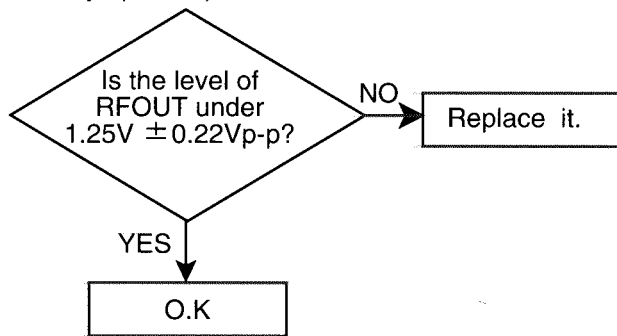 Is the level of
RFOUT under
1.25V ±0.22Vp-p?
NO
Replace it.
YES
O.K